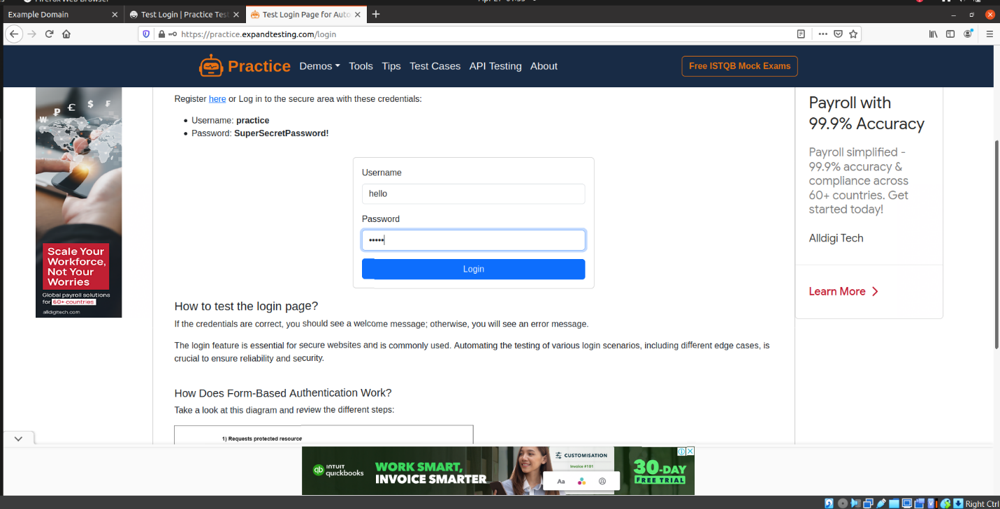 Example Domain
Test Login | Practice Test
Test Login Page for Auto
https://practice.expandtesting.com/login
Practice
Demos
Tools
Tips
Test Cases
API Testing
About
Free ISTQB Mock Exams
Register here or Log in to the secure area with these credentials:
Username: practice
Password: SuperSecretPassword!
Username
hello
Password
Login
How to test the login page?
If the credentials are correct, you should see a welcome message; otherwise, you will see an error message.
The login feature is essential for secure websites and is commonly used. Automating the testing of various login scenarios, including different edge cases, is
crucial to ensure reliability and security.
How Does Form-Based Authentication Work?
Take a look at this diagram and review the different steps:
1) Requests protected resource
W ₱ £ $ ₣
Scale Your
Workforce,
Not Your
Worries
Global payroll solutions
for 60+ countries
alldigitech.com
Payroll with
99.9% Accuracy
Payroll simplified -
99.9% accuracy &
compliance across
60+ countries. Get
started today!
Alldigi Tech
Learn More
INTUIT
quickbooks
WORK SMART,
INVOICE SMARTER
CUSTOMISATION
Invoice #101
Aa
30-DAY
FREE TRIAL
Right Ctrl